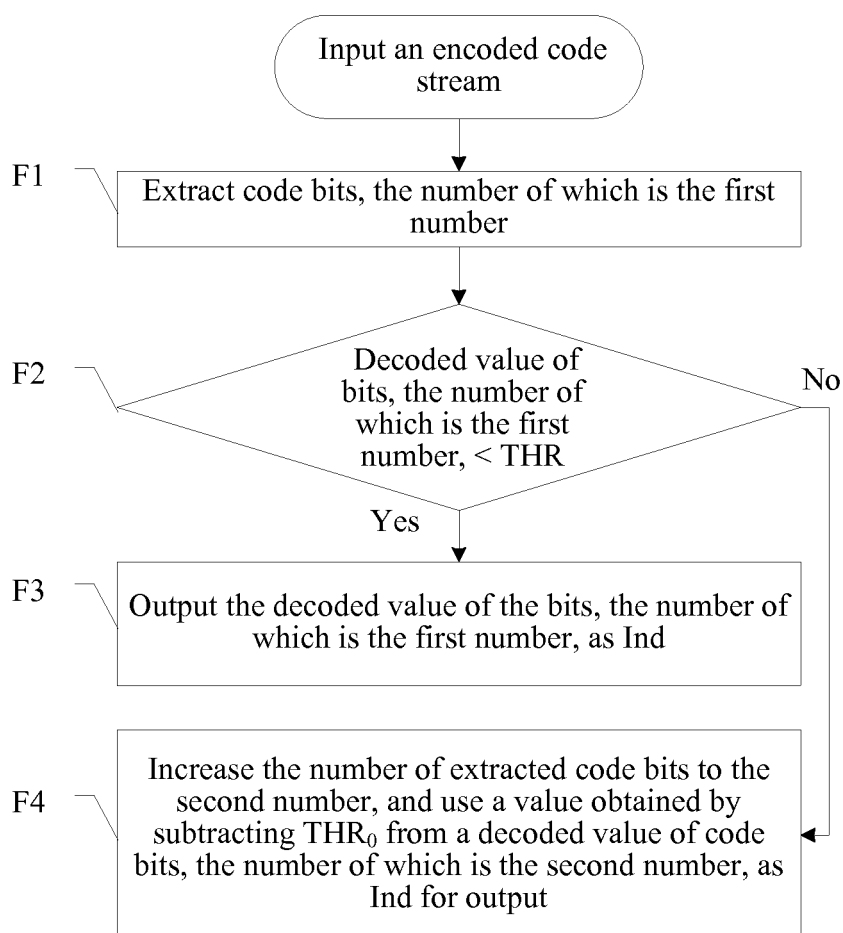 Input an encoded code
stream
F1
Extract code bits, the number of which is the first
number
F2
Decoded value of
bits, the number of
which is the first
number, < THR
No
Yes
F3
Output the decoded value of the bits, the number of
which is the first number, as Ind
F4
Increase the number of extracted code bits to the
second number, and use a value obtained by
subtracting THR₀ from a decoded value of code
bits, the number of which is the second number, as
Ind for output